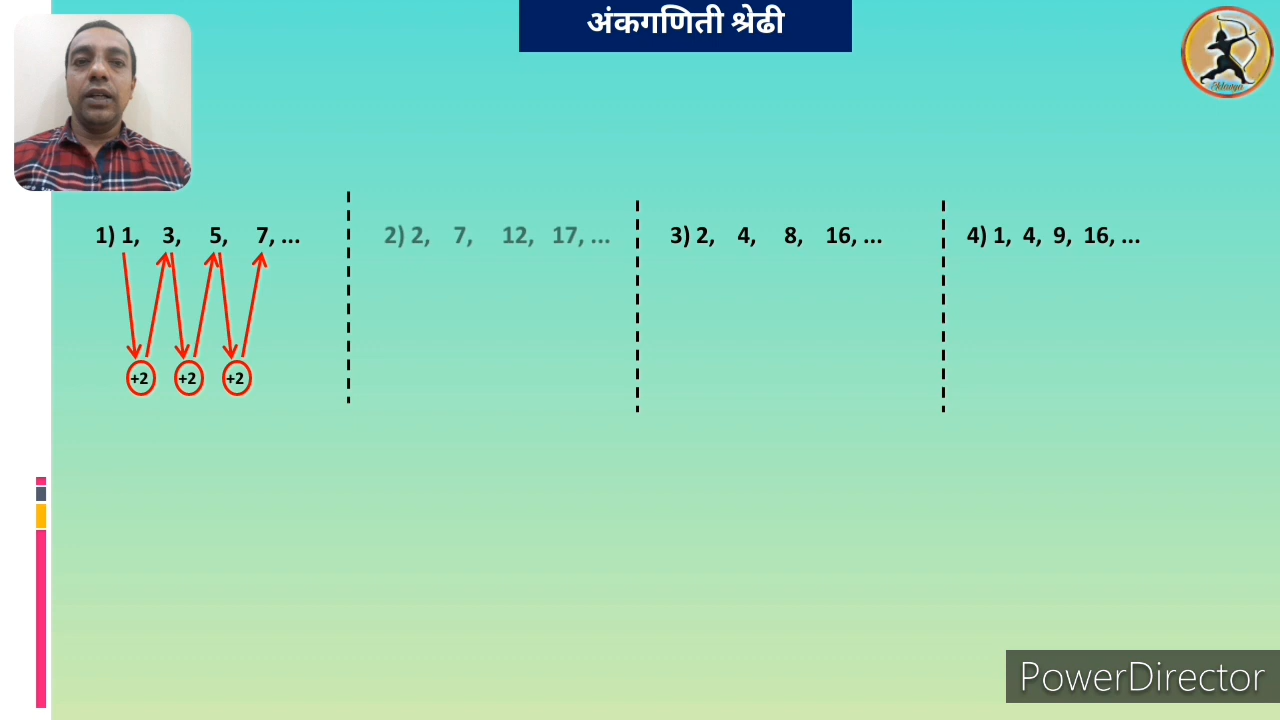 अंकगणिती श्रेढी
Eklavya
1) 1, 3, 5, 7, ...
2) 2, 7, 12, 17, ...
3) 2, 4, 8, 16, ...
4) 1, 4, 9, 16, ...
+2 +2 +2
PowerDirector